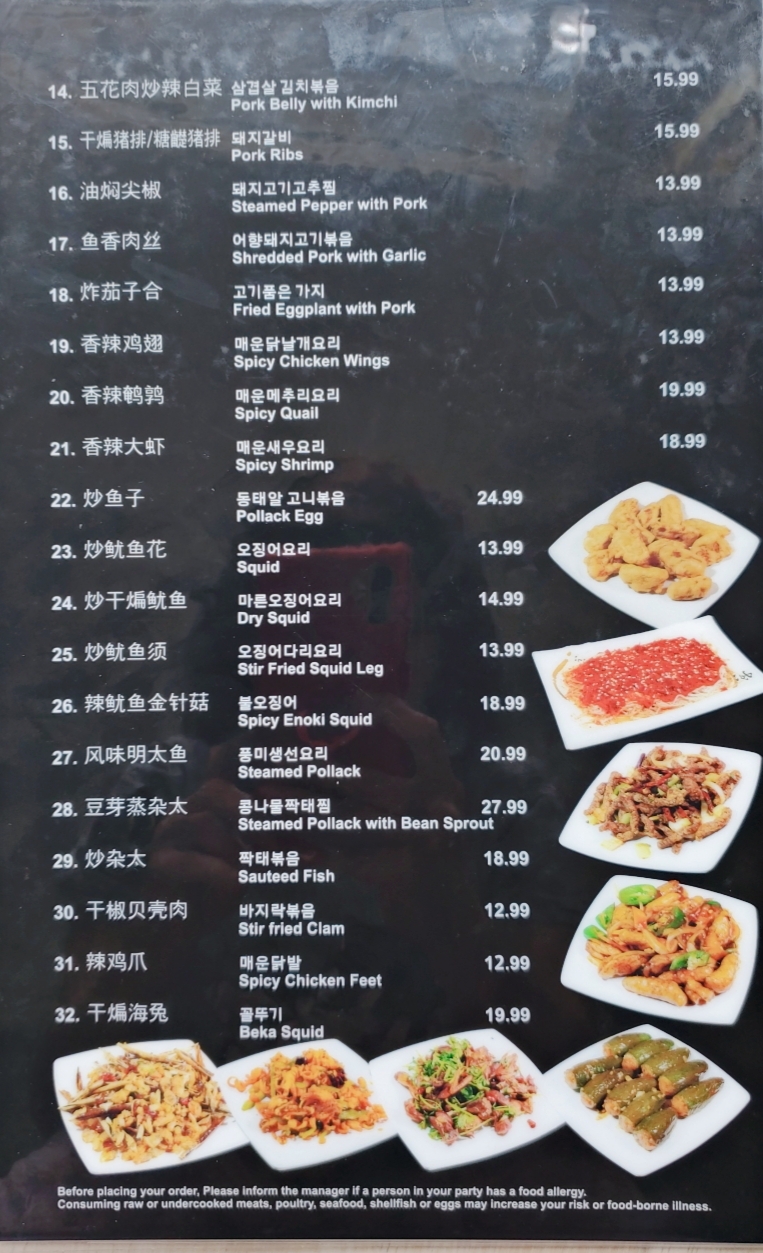 14. 五花肉炒辣白菜 삼겹살 김치볶음 15.99
Pork Belly with Kimchi
15. 干煸猪排/糖醋猪排 돼지갈비 15.99
Pork Ribs
16. 油焖尖椒 돼지고기고추찜 13.99
Steamed Pepper with Pork
17. 鱼香肉丝 어향돼지고기볶음 13.99
Shredded Pork with Garlic
18. 炸茄子合 고기품은 가지 13.99
Fried Eggplant with Pork
19. 香辣鸡翅 매운닭날개요리 13.99
Spicy Chicken Wings
20. 香辣鹌鹑 매운메추리요리 19.99
Spicy Quail
21. 香辣大虾 매운새우요리 18.99
Spicy Shrimp
22. 炒鱼子 동태알 고니볶음 24.99
Pollack Egg
23. 炒鱿鱼花 오징어요리 13.99
Squid
24. 炒干煸鱿鱼 마른오징어요리 14.99
Dry Squid
25. 炒鱿鱼须 오징어다리요리 13.99
Stir Fried Squid Leg
26. 辣鱿鱼金针菇 불오징어 18.99
Spicy Enoki Squid
27. 风味明太鱼 풍미생선요리 20.99
Steamed Pollack
28. 豆芽蒸杂太 콩나물짝태찜 27.99
Steamed Pollack with Bean Sprout
29. 炒杂太 짝태볶음 18.99
Sauteed Fish
30. 干椒贝壳肉 바지락볶음 12.99
Stir fried Clam
31. 辣鸡爪 매운닭발 12.99
Spicy Chicken Feet
32. 干煸海兔 꼴뚜기 19.99
Beka Squid
Before placing your order, Please inform the manager if a person in your party has a food allergy.
Consuming raw or undercooked meats, poultry, seafood, shellfish or eggs may increase your risk or food-borne illness.